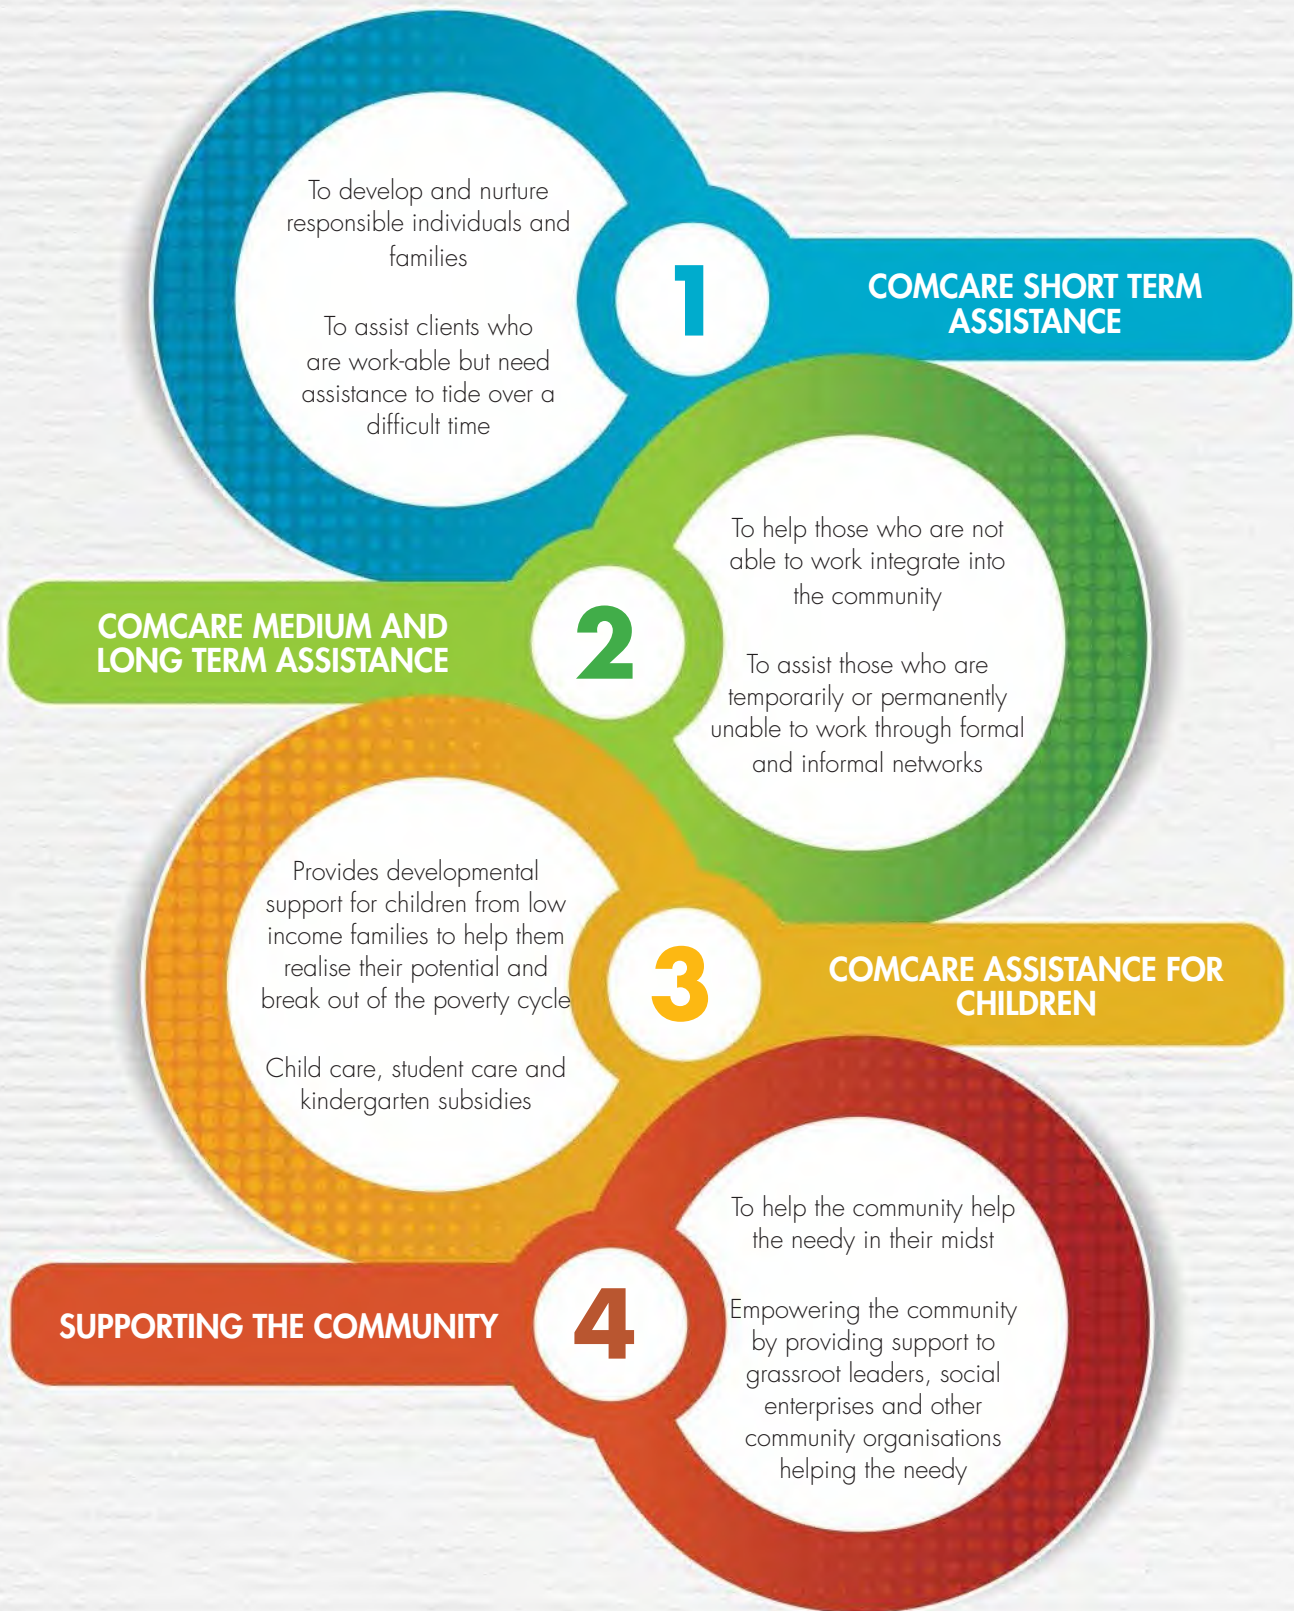 To develop and nurture
responsible individuals and
families
To assist clients who
are work-able but need
assistance to tide over a
difficult time
1
COMCARE SHORT TERM
ASSISTANCE
COMCARE MEDIUM AND
LONG TERM ASSISTANCE
2
To help those who are not
able to work integrate into
the community
To assist those who are
temporarily or permanently
unable to work through formal
and informal networks
Provides developmental
support for children from low
income families to help them
realise their potential and
break out of the poverty cycle
Child care, student care and
kindergarten subsidies
3
COMCARE ASSISTANCE FOR
CHILDREN
SUPPORTING THE COMMUNITY
4
To help the community help
the needy in their midst
Empowering the community
by providing support to
grassroot leaders, social
enterprises and other
community organisations
helping the needy